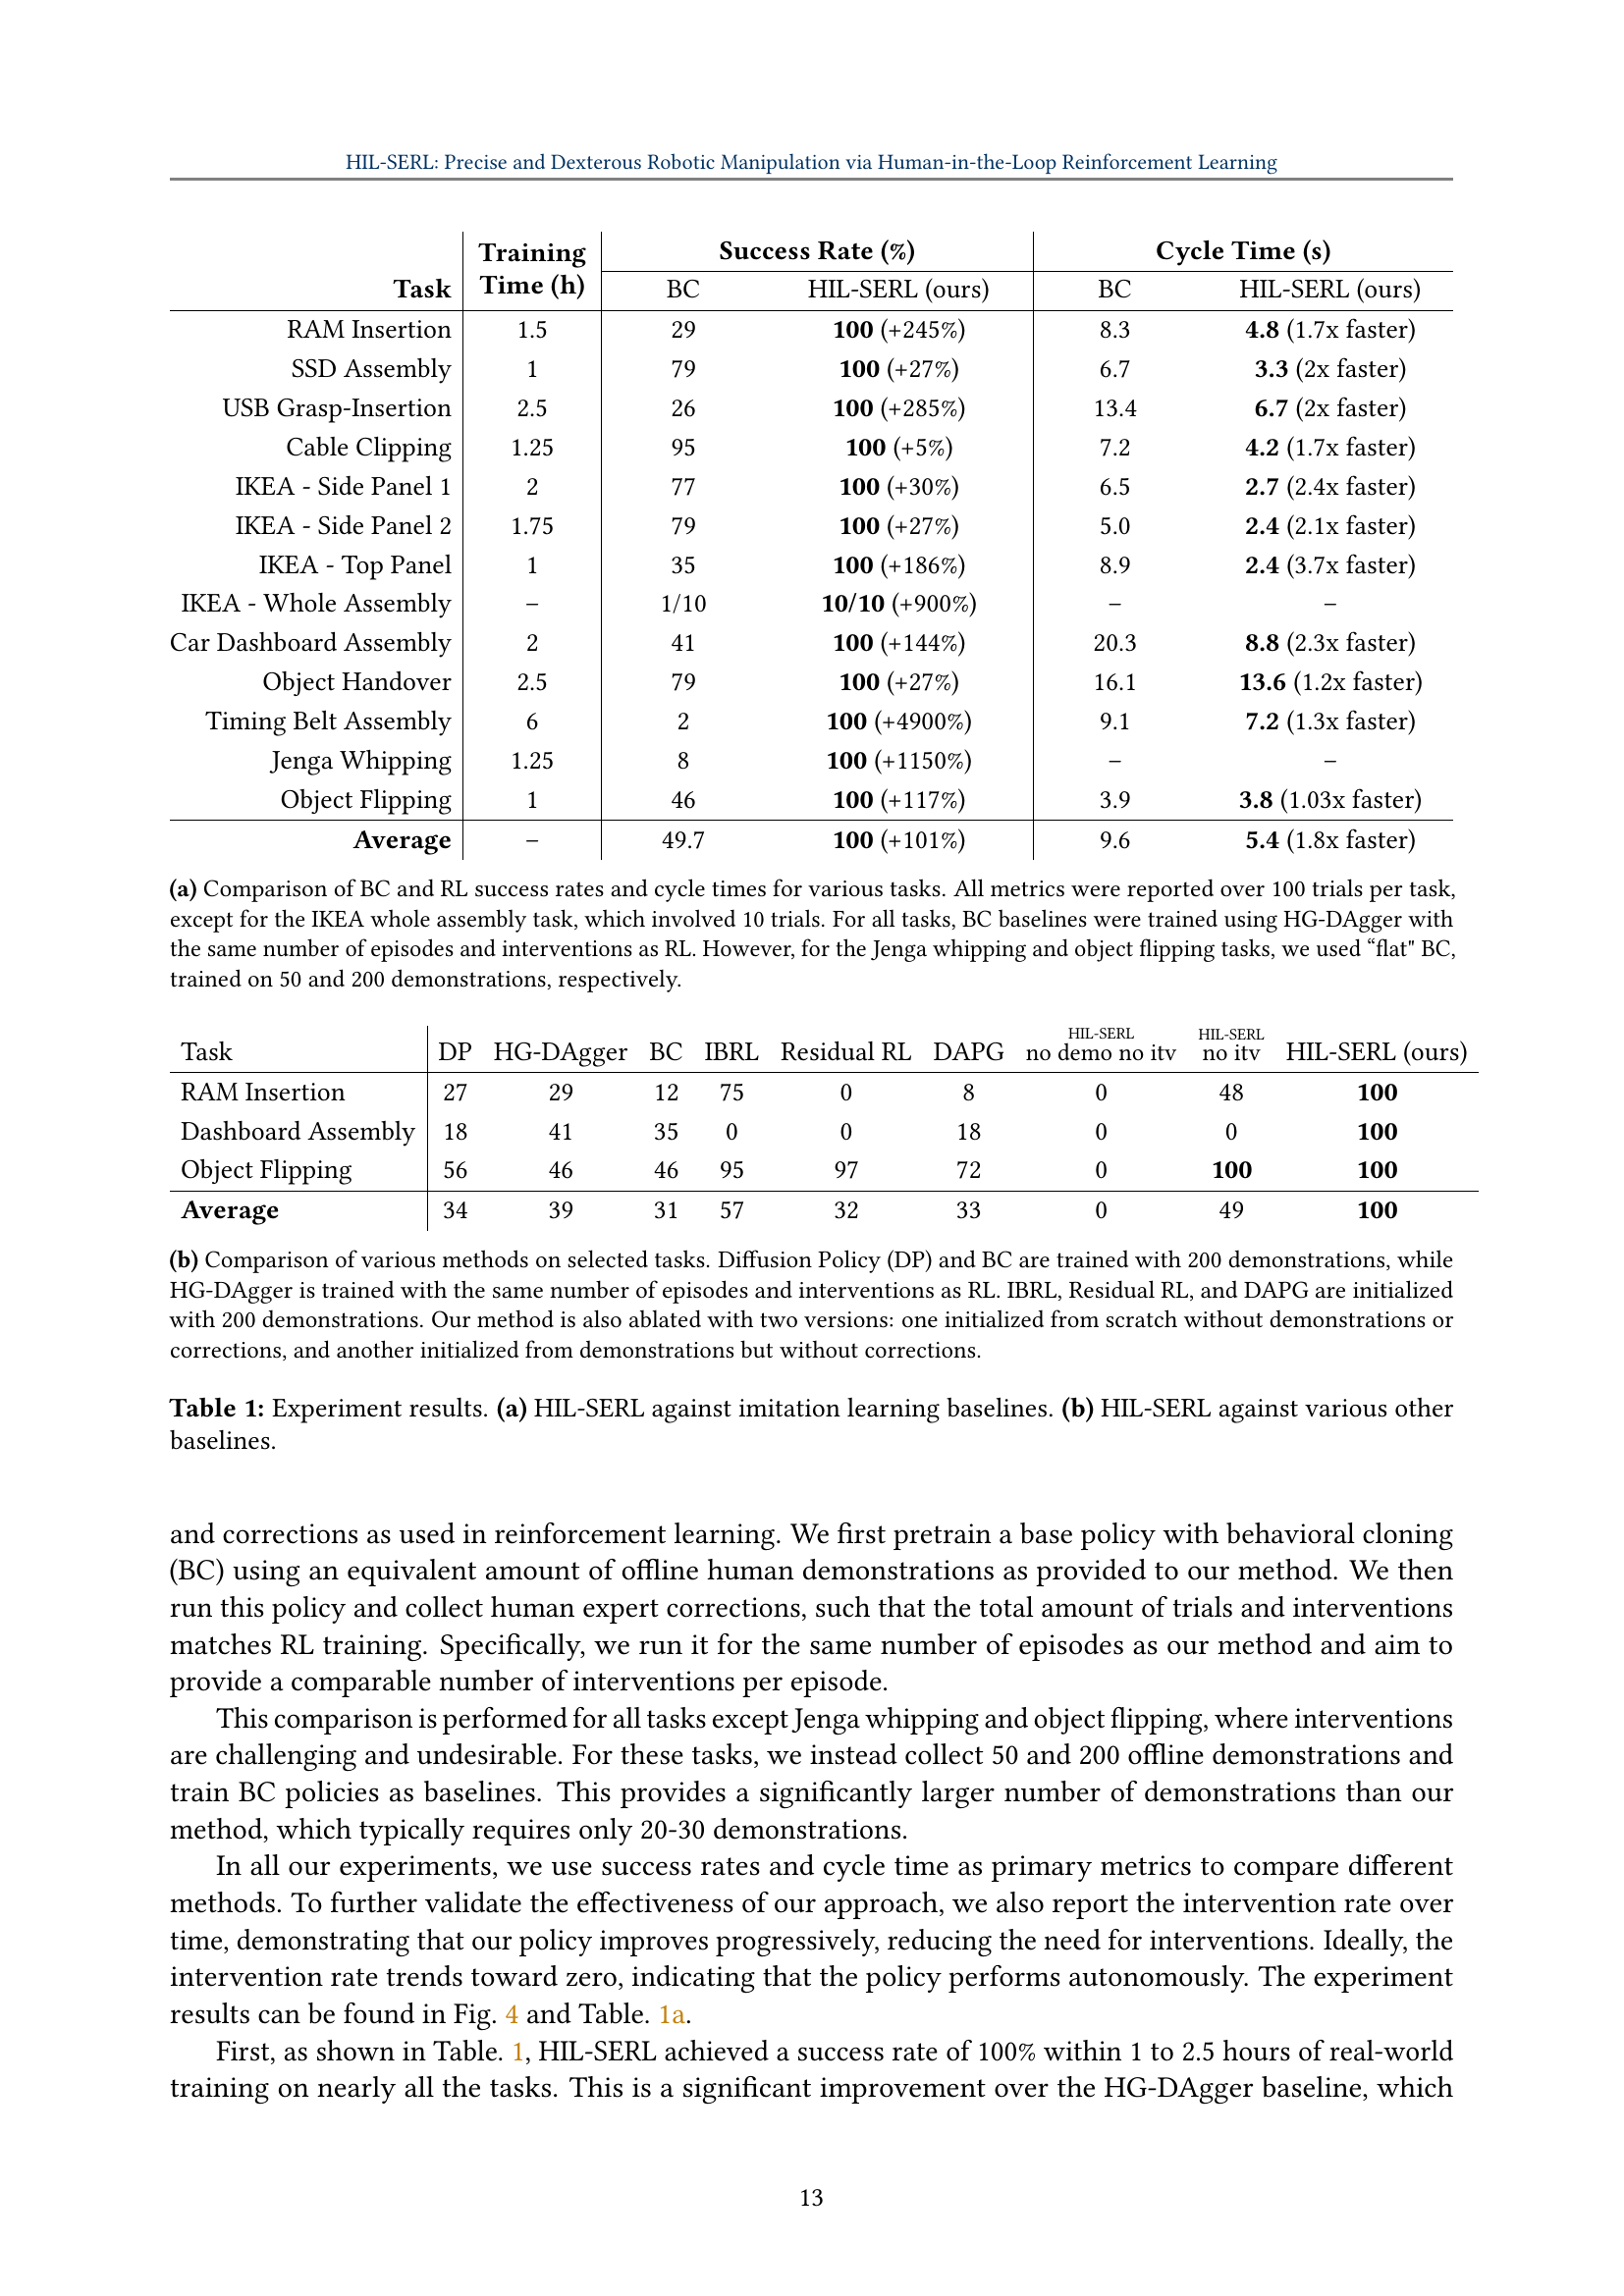 HIL-SERL: Precise and Dexterous Robotic Manipulation via Human-in-the-Loop Reinforcement Learning
Task Training Time (h) Success Rate (%) Cycle Time (s)
BC HIL-SERL (ours) BC HIL-SERL (ours)
RAM Insertion 1.5 29 100 (+245%) 8.3 4.8 (1.7x faster)
SSD Assembly 1 79 100 (+27%) 6.7 3.3 (2x faster)
USB Grasp-Insertion 2.5 26 100 (+285%) 13.4 6.7 (2x faster)
Cable Clipping 1.25 95 100 (+5%) 7.2 4.2 (1.7x faster)
IKEA - Side Panel 1 2 77 100 (+30%) 6.5 2.7 (2.4x faster)
IKEA - Side Panel 2 1.75 79 100 (+27%) 5.0 2.4 (2.1x faster)
IKEA - Top Panel 1 35 100 (+186%) 8.9 2.4 (3.7x faster)
IKEA - Whole Assembly – 1/10 10/10 (+900%) – –
Car Dashboard Assembly 2 41 100 (+144%) 20.3 8.8 (2.3x faster)
Object Handover 2.5 79 100 (+27%) 16.1 13.6 (1.2x faster)
Timing Belt Assembly 6 2 100 (+4900%) 9.1 7.2 (1.3x faster)
Jenga Whipping 1.25 8 100 (+1150%) – –
Object Flipping 1 46 100 (+117%) 3.9 3.8 (1.03x faster)
Average – 49.7 100 (+101%) 9.6 5.4 (1.8x faster)
(a) Comparison of BC and RL success rates and cycle times for various tasks. All metrics were reported over 100 trials per task,
except for the IKEA whole assembly task, which involved 10 trials. For all tasks, BC baselines were trained using HG-DAgger with
the same number of episodes and interventions as RL. However, for the Jenga whipping and object flipping tasks, we used “flat" BC,
trained on 50 and 200 demonstrations, respectively.
Task DP HG-DAgger BC IBRL Residual RL DAPG HIL-SERL no demo no itv HIL-SERL no itv HIL-SERL (ours)
RAM Insertion 27 29 12 75 0 8 0 48 100
Dashboard Assembly 18 41 35 0 0 18 0 0 100
Object Flipping 56 46 46 95 97 72 0 100 100
Average 34 39 31 57 32 33 0 49 100
(b) Comparison of various methods on selected tasks. Diffusion Policy (DP) and BC are trained with 200 demonstrations, while
HG-DAgger is trained with the same number of episodes and interventions as RL. IBRL, Residual RL, and DAPG are initialized
with 200 demonstrations. Our method is also ablated with two versions: one initialized from scratch without demonstrations or
corrections, and another initialized from demonstrations but without corrections.
Table 1: Experiment results. (a) HIL-SERL against imitation learning baselines. (b) HIL-SERL against various other
baselines.
and corrections as used in reinforcement learning. We first pretrain a base policy with behavioral cloning
(BC) using an equivalent amount of offline human demonstrations as provided to our method. We then
run this policy and collect human expert corrections, such that the total amount of trials and interventions
matches RL training. Specifically, we run it for the same number of episodes as our method and aim to
provide a comparable number of interventions per episode.
This comparison is performed for all tasks except Jenga whipping and object flipping, where interventions
are challenging and undesirable. For these tasks, we instead collect 50 and 200 offline demonstrations and
train BC policies as baselines. This provides a significantly larger number of demonstrations than our
method, which typically requires only 20-30 demonstrations.
In all our experiments, we use success rates and cycle time as primary metrics to compare different
methods. To further validate the effectiveness of our approach, we also report the intervention rate over
time, demonstrating that our policy improves progressively, reducing the need for interventions. Ideally, the
intervention rate trends toward zero, indicating that the policy performs autonomously. The experiment
results can be found in Fig. 4 and Table. 1a.
First, as shown in Table. 1, HIL-SERL achieved a success rate of 100% within 1 to 2.5 hours of real-world
training on nearly all the tasks. This is a significant improvement over the HG-DAgger baseline, which
13